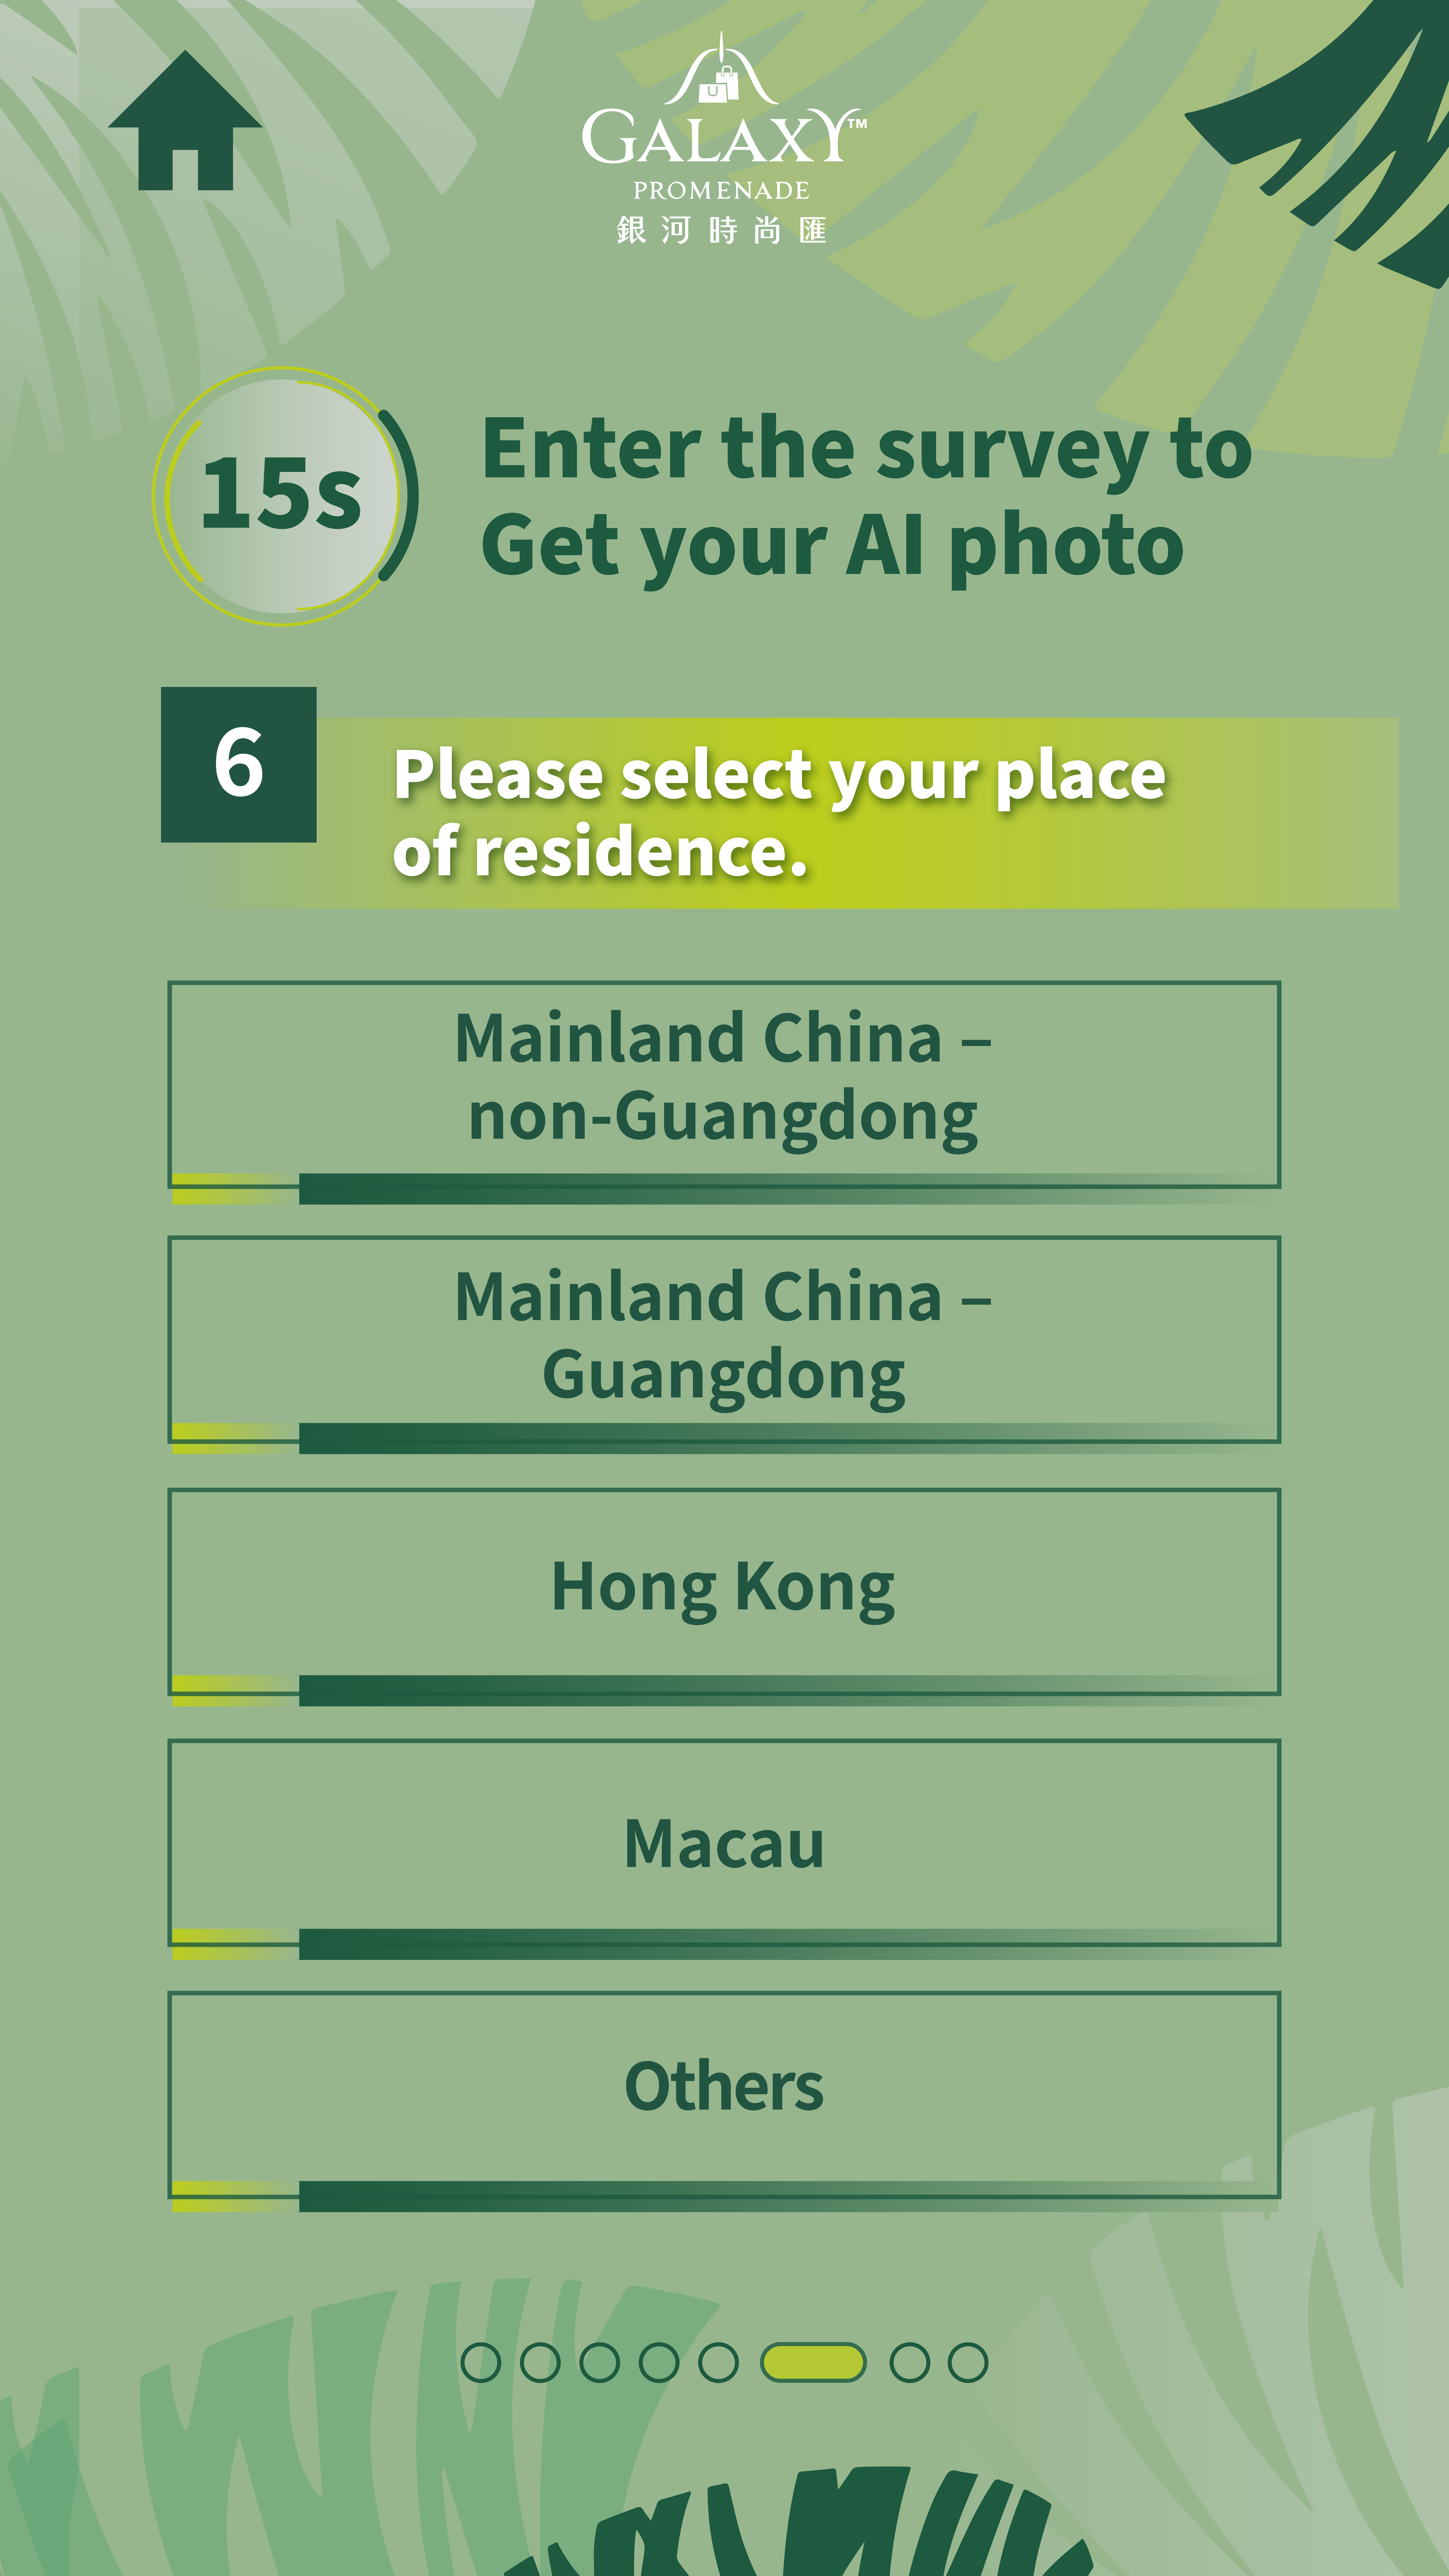 GALAXY™
PROMENADE
銀河時尚匯
15s
Enter the survey to
Get your AI photo
6
Please select your place
of residence.
Mainland China –
non-Guangdong
Mainland China –
Guangdong
Hong Kong
Macau
Others